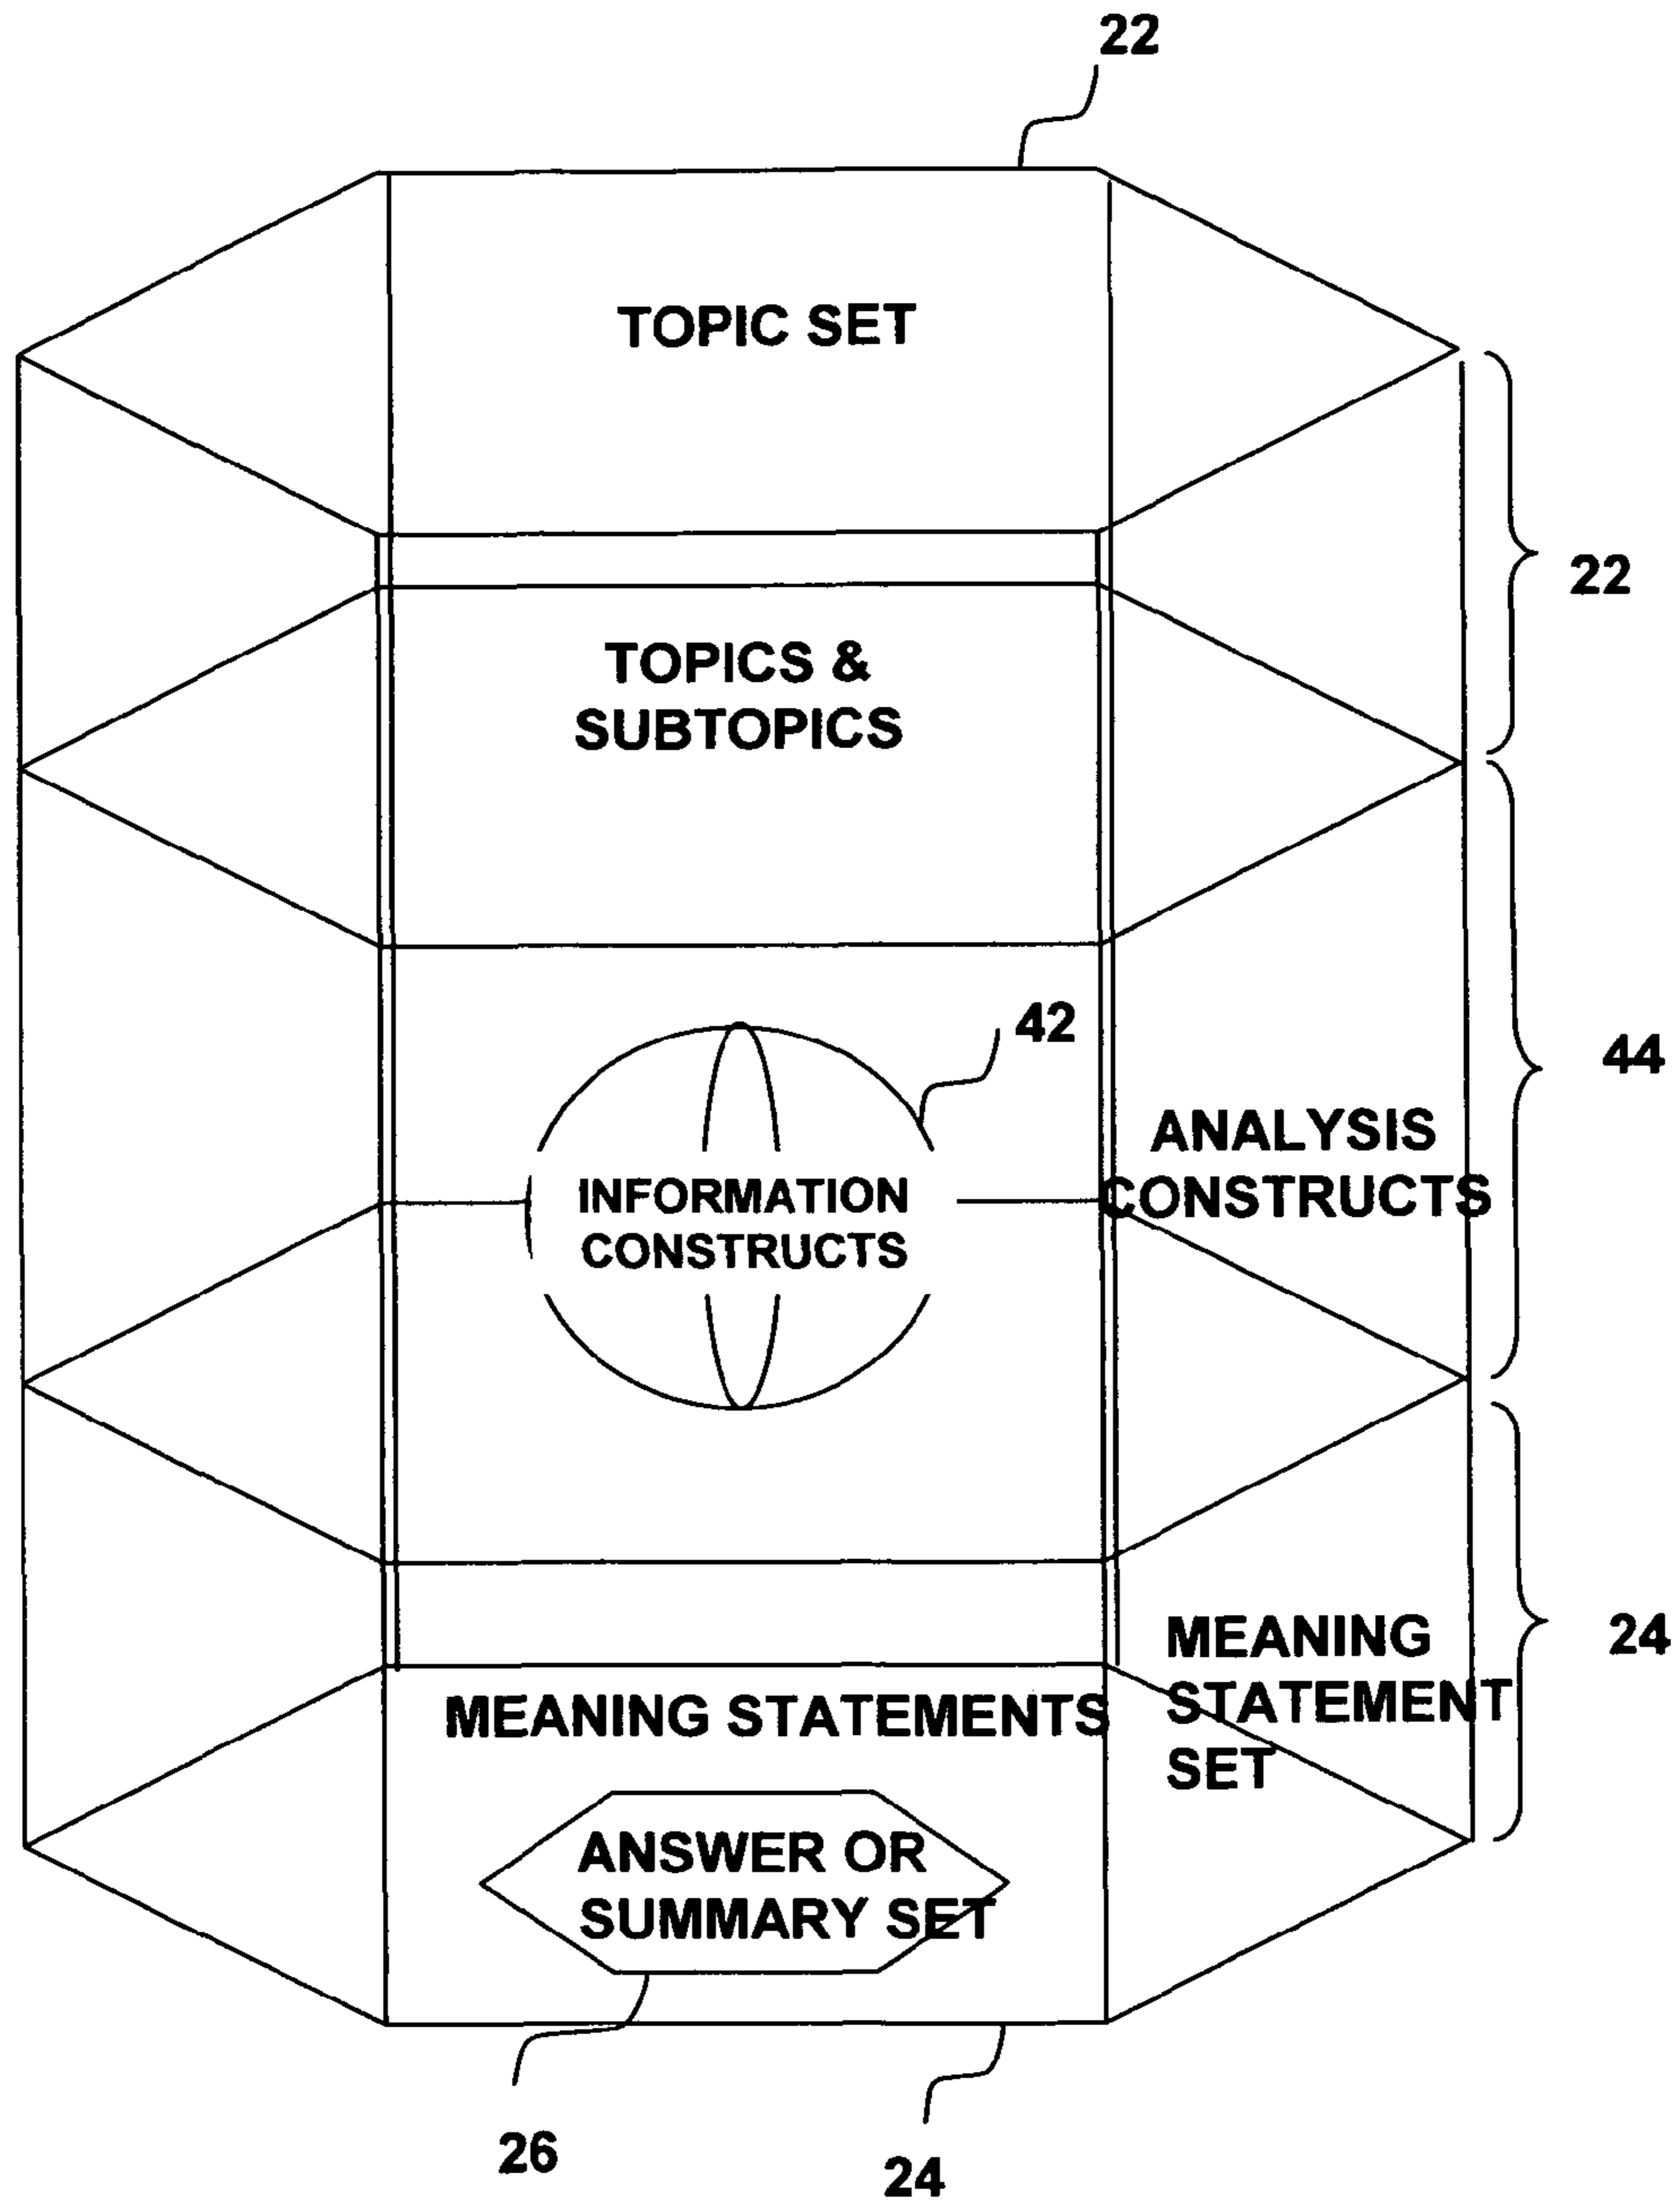 22
TOPIC SET
22
TOPICS &
SUBTOPICS
42
44
ANALYSIS
CONSTRUCTS
INFORMATION
CONSTRUCTS
24
MEANING
STATEMENT
SET
MEANING STATEMENTS
ANSWER OR
SUMMARY SET
26
24